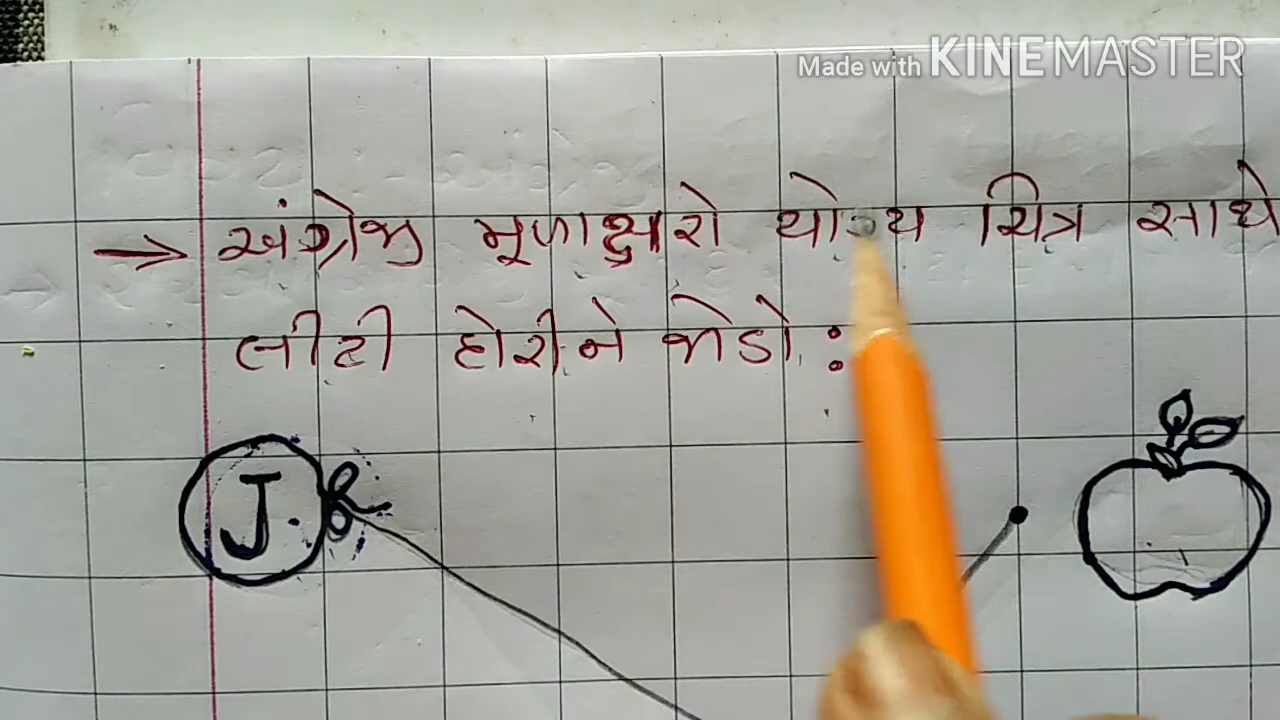 Made with KINEMASTER
→ અંગ્રેજી મૂળાક્ષરો યોગ્ય ચિત્ર સાથે
લીટી દોરીને જોડો :
J